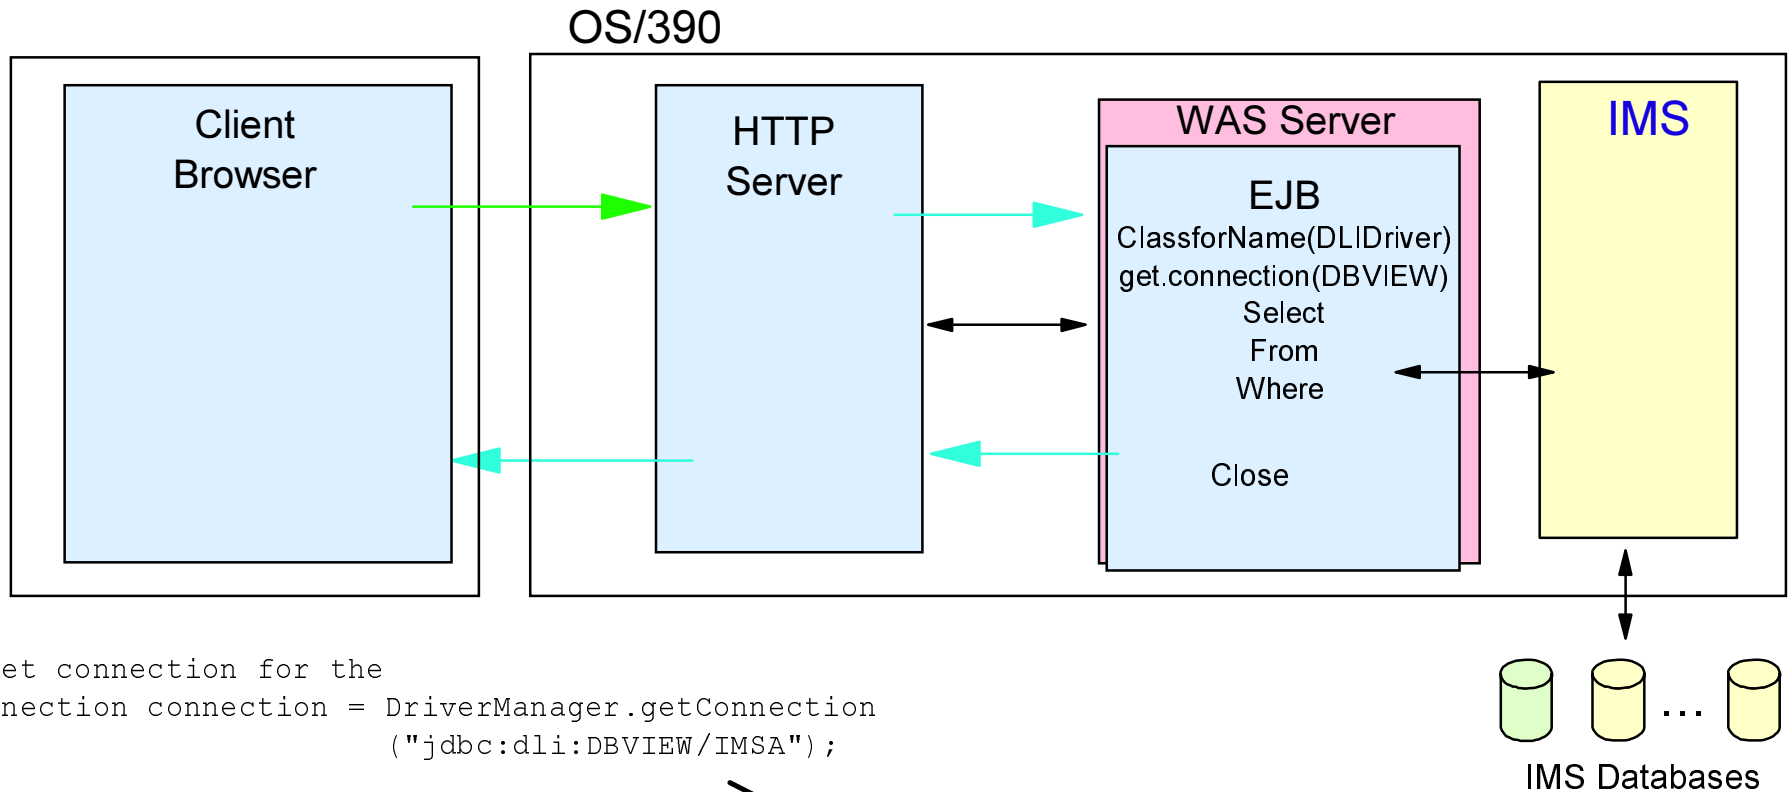 OS/390
Client
Browser
HTTP
Server
WAS Server
EJB
ClassforName(DLIDriver)
get.connection(DBVIEW)
Select
From
Where
Close
IMS
et connection for the
nection connection = DriverManager.getConnection
("jdbc:dli:DBVIEW/IMSA");
...
IMS Databases